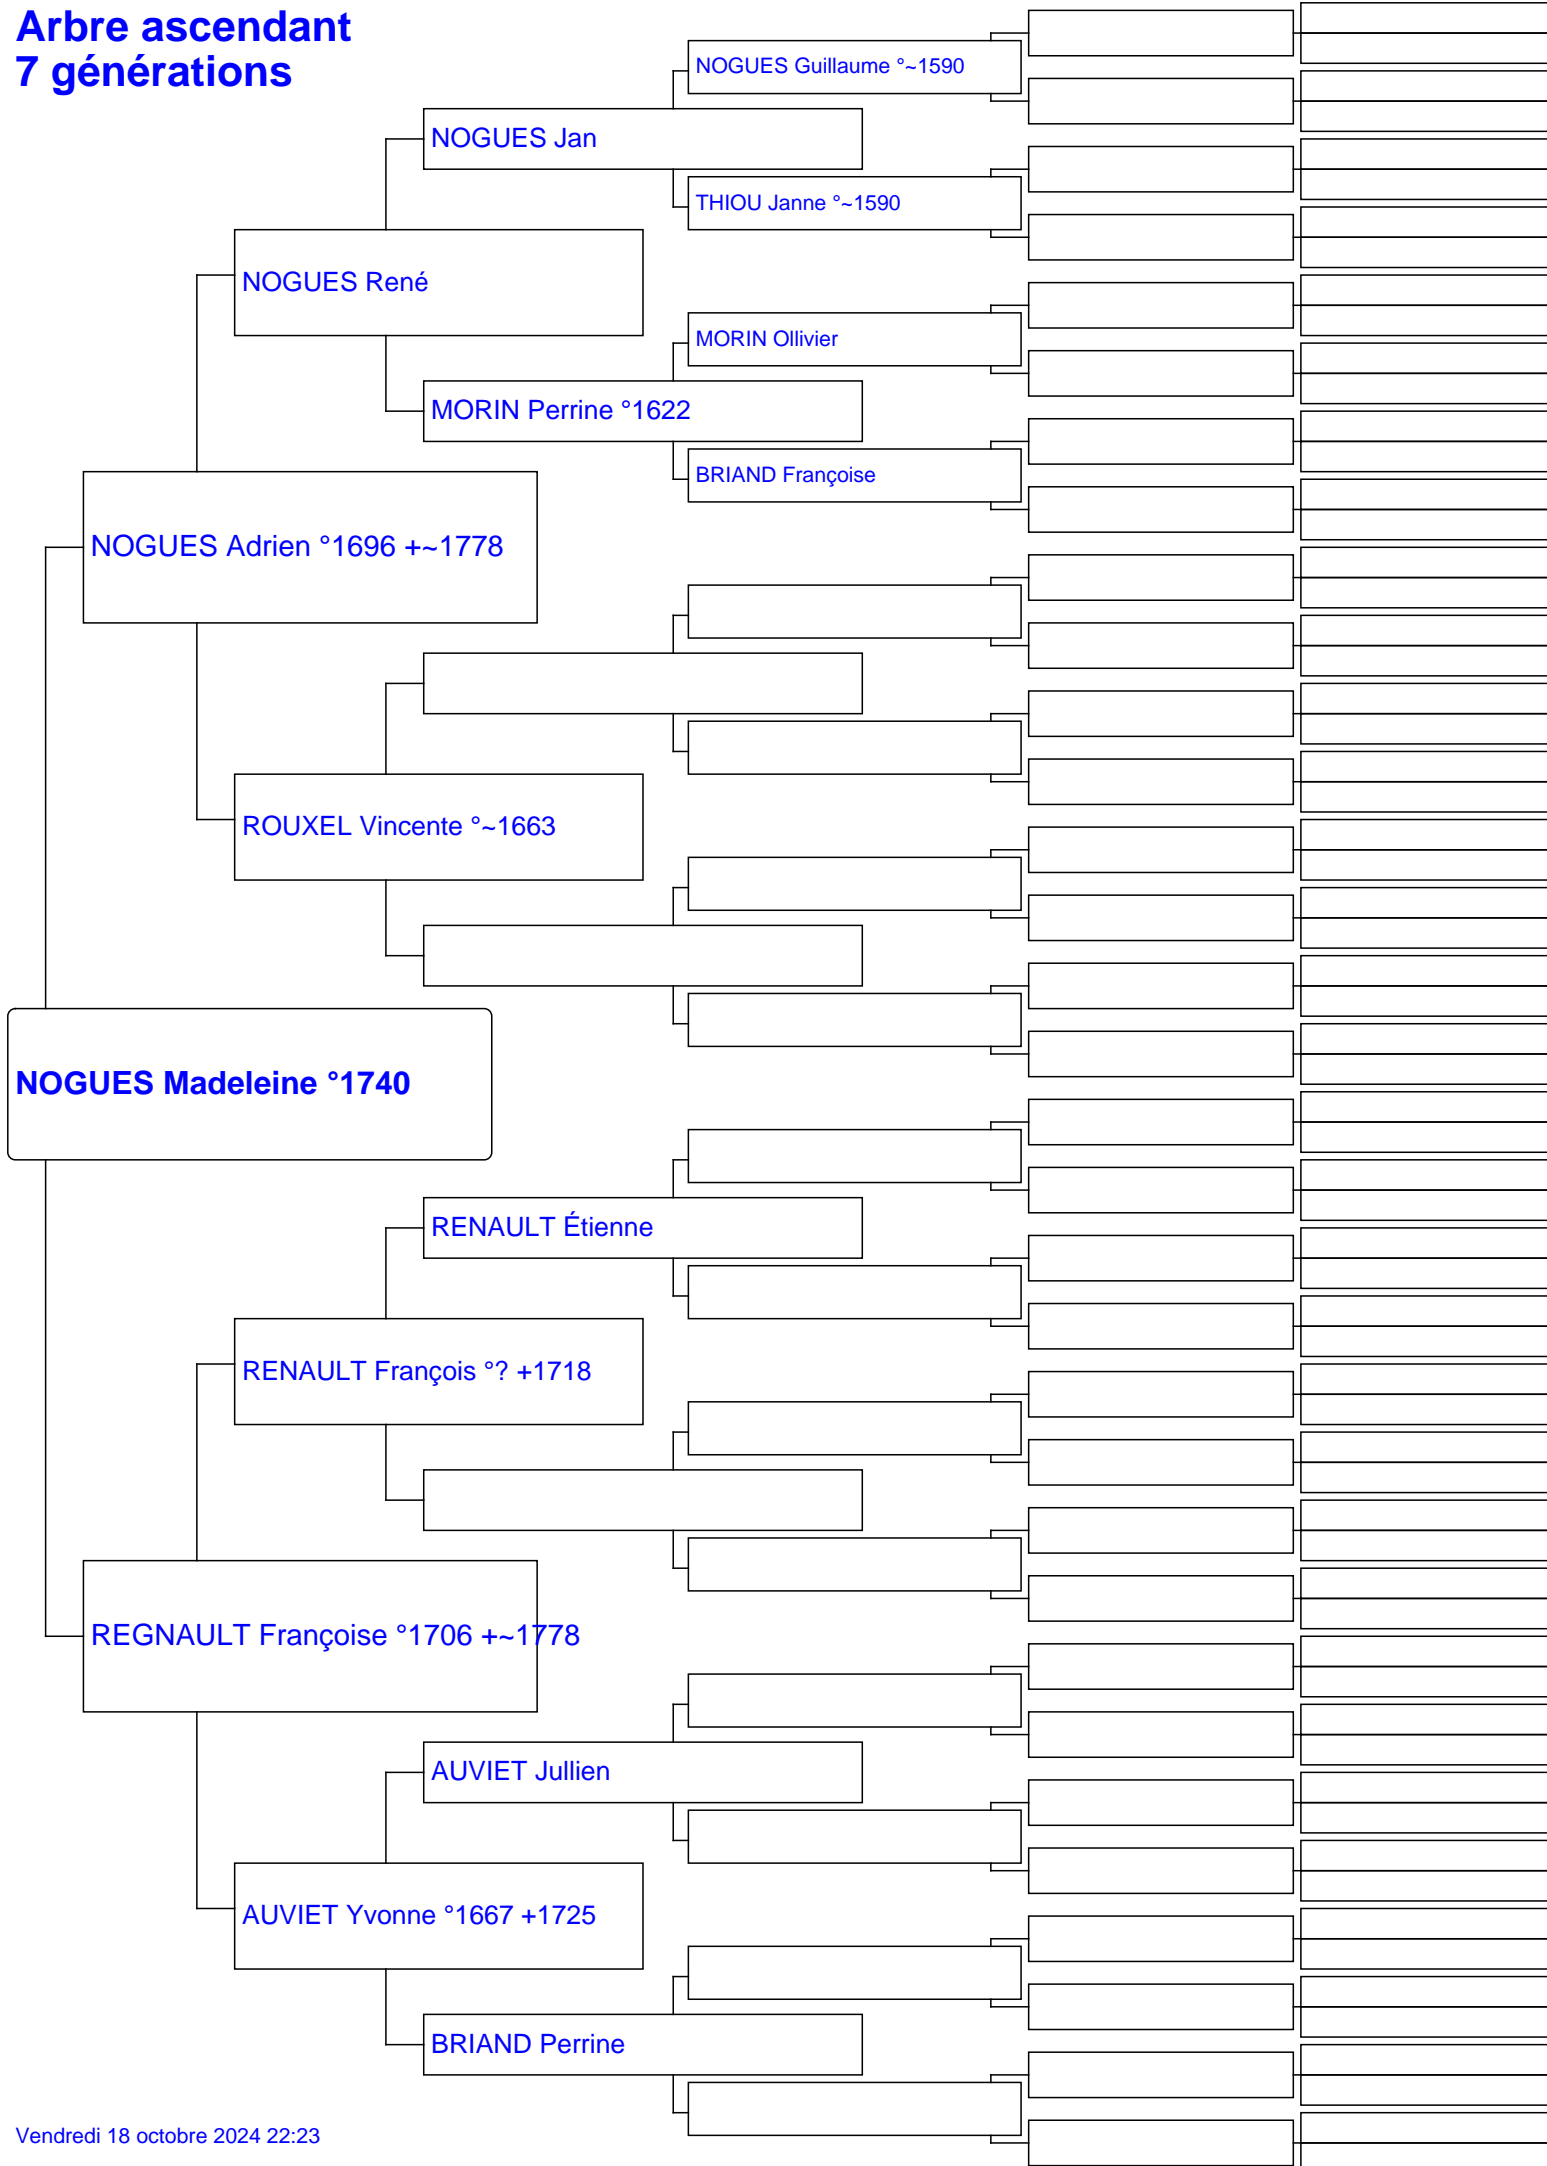 Arbre ascendant
7 générations
NOGUES Guillaume °~1590
NOGUES Jan
THIOU Janne °~1590
NOGUES René
MORIN Ollivier
MORIN Perrine °1622
BRIAND Françoise
NOGUES Adrien °1696 +~1778
ROUXEL Vincente °~1663
NOGUES Madeleine °1740
RENAULT Étienne
RENAULT François °? +1718
REGNAULT Françoise °1706 +~1778
AUVIET Jullien
AUVIET Yvonne °1667 +1725
BRIAND Perrine
Vendredi 18 octobre 2024 22:23